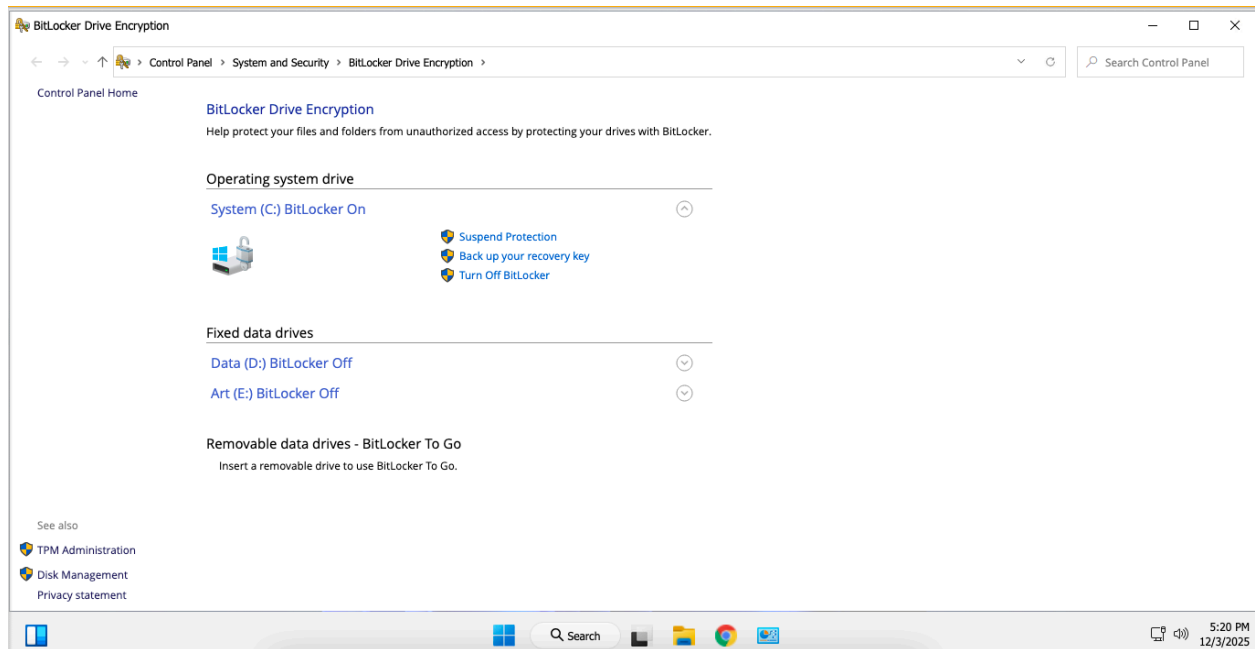 BitLocker Drive Encryption
Control Panel > System and Security > BitLocker Drive Encryption >
Search Control Panel
Control Panel Home
BitLocker Drive Encryption
Help protect your files and folders from unauthorized access by protecting your drives with BitLocker.
Operating system drive
System (C:) BitLocker On
Suspend Protection
Back up your recovery key
Turn Off BitLocker
Fixed data drives
Data (D:) BitLocker Off
Art (E:) BitLocker Off
Removable data drives - BitLocker To Go
Insert a removable drive to use BitLocker To Go.
See also
TPM Administration
Disk Management
Privacy statement
Search
5:20 PM
12/3/2025